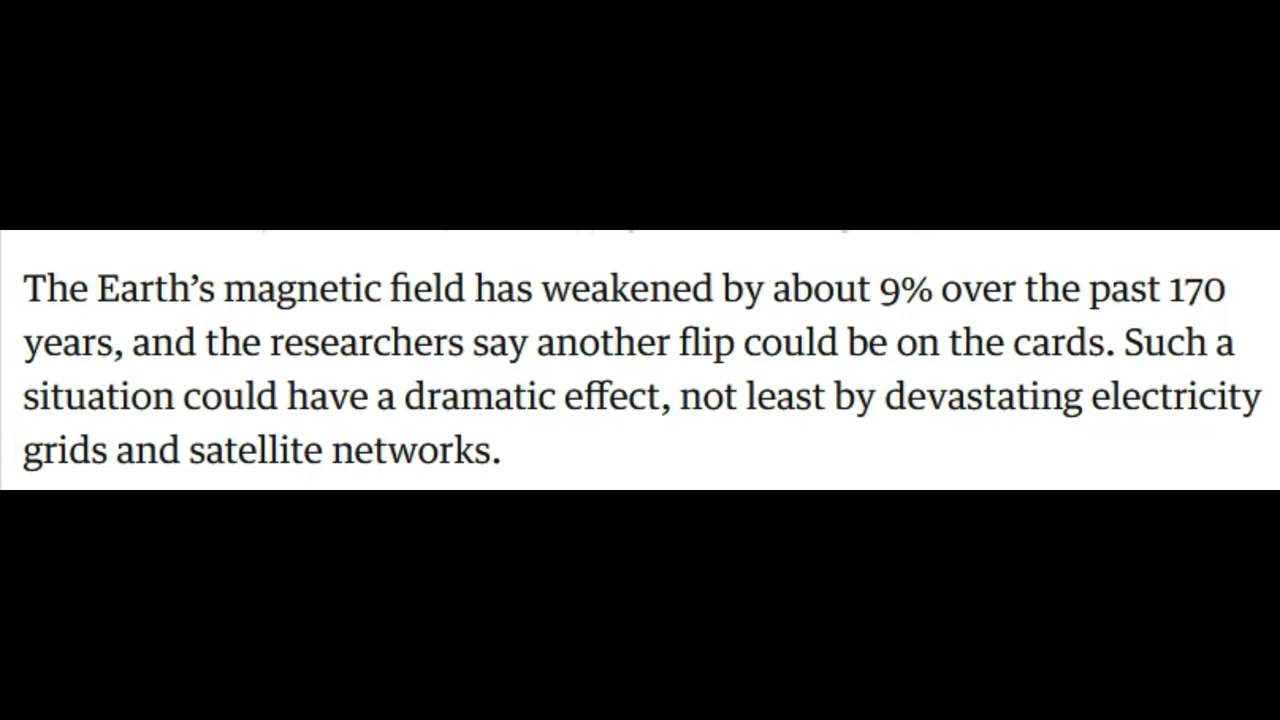 The Earth’s magnetic field has weakened by about 9% over the past 170
years, and the researchers say another flip could be on the cards. Such a
situation could have a dramatic effect, not least by devastating electricity
grids and satellite networks.